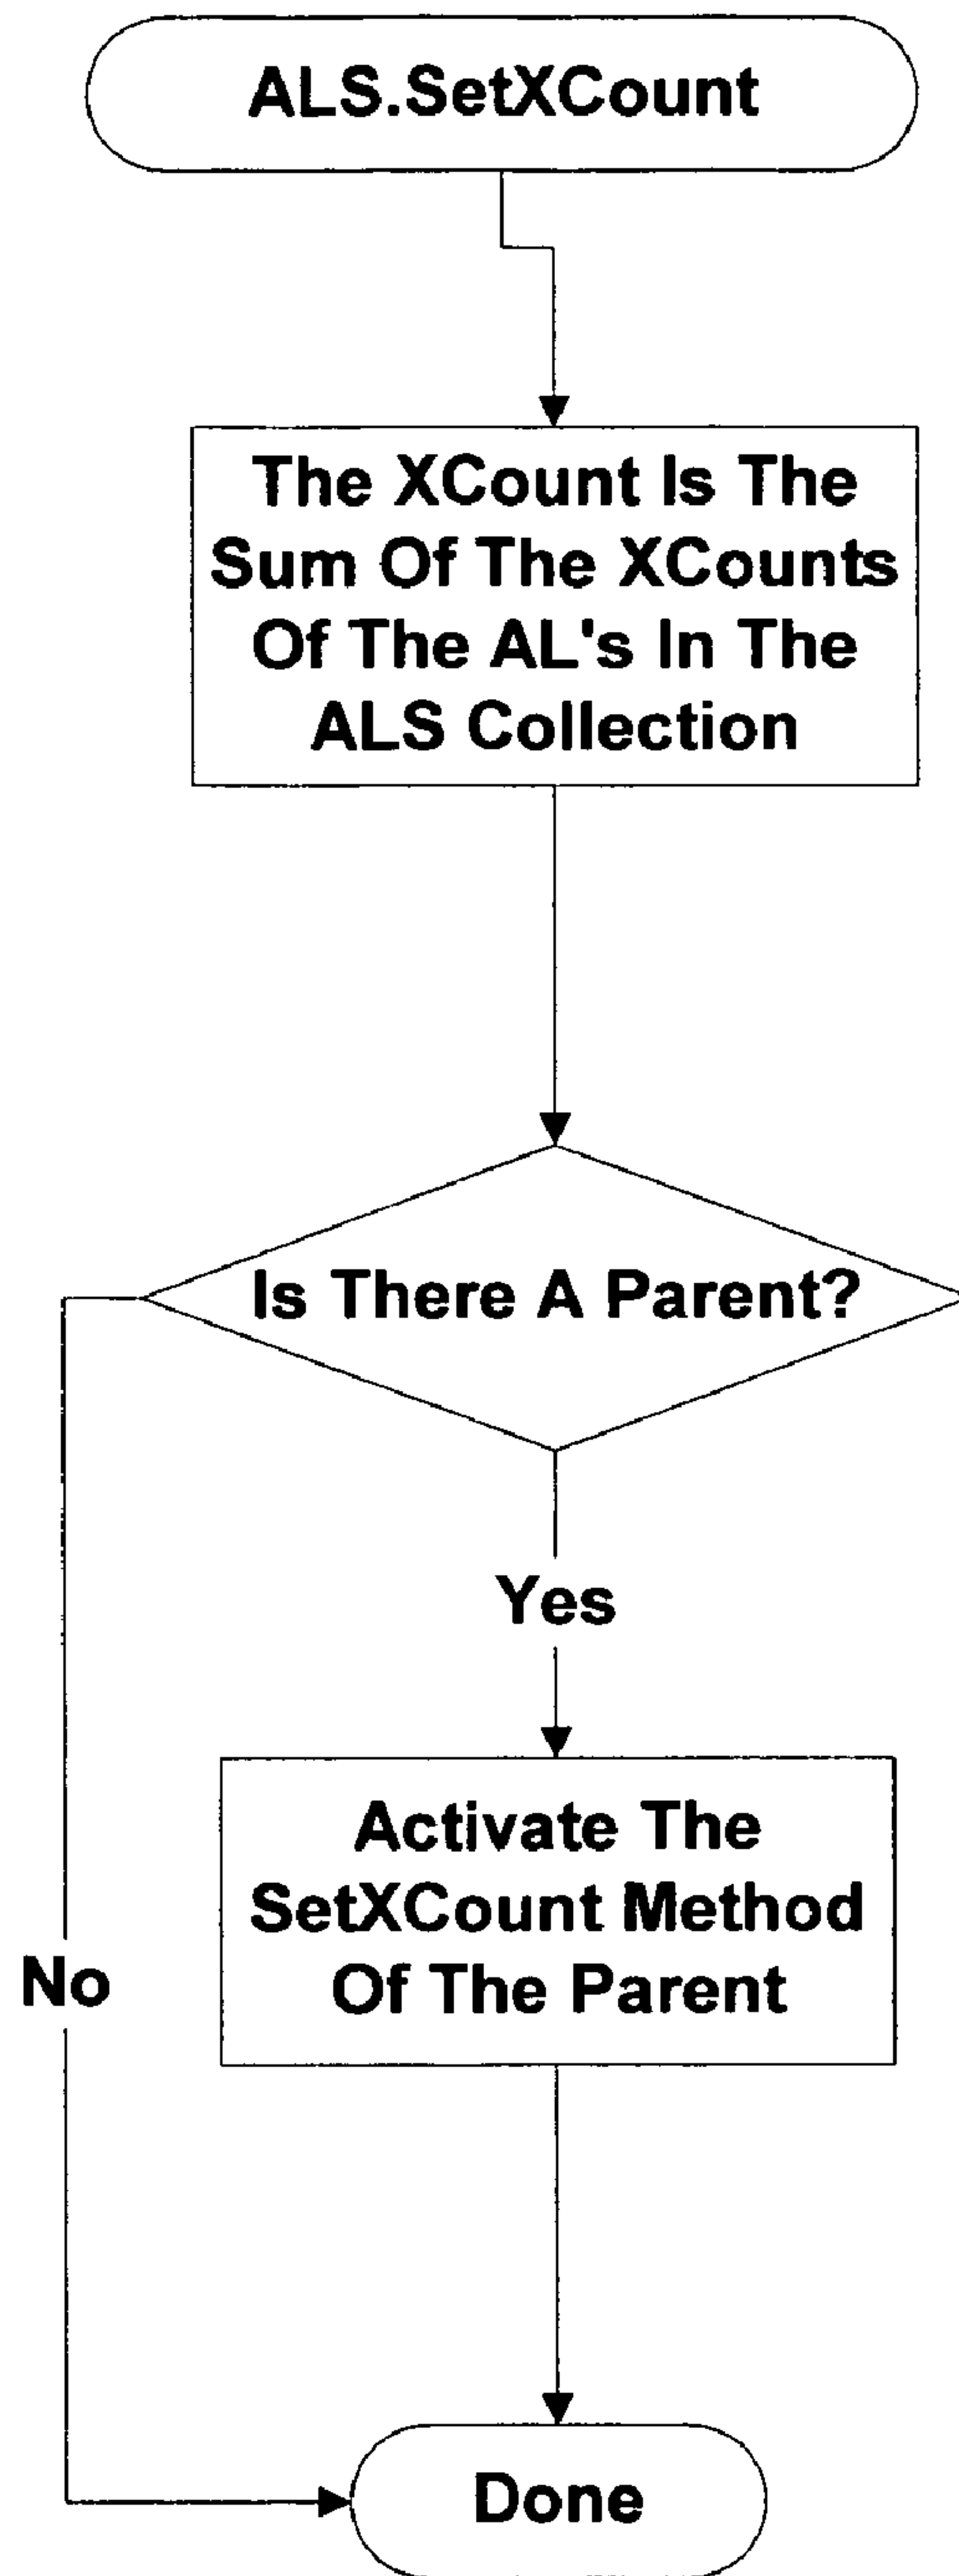 ALS.SetXCount
The XCount Is The
Sum Of The XCounts
Of The AL's In The
ALS Collection
Is There A Parent?
Yes
Activate The
SetXCount Method
Of The Parent
No
Done